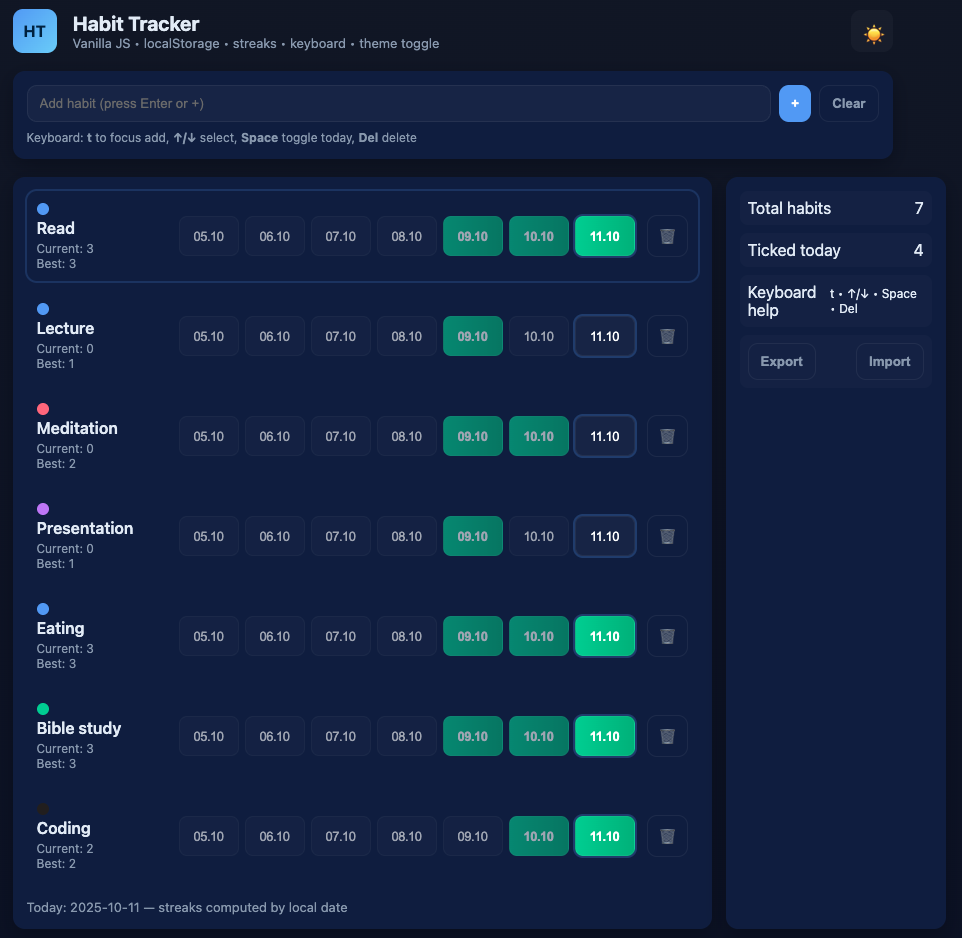 HT
Habit Tracker
Vanilla JS • localStorage • streaks • keyboard • theme toggle
Add habit (press Enter or +)
+
Clear
Keyboard: t to focus add, ↑/↓ select, Space toggle today, Del delete
Read
Current: 3
Best: 3
05.10 06.10 07.10 08.10 09.10 10.10 11.10
Lecture
Current: 0
Best: 1
05.10 06.10 07.10 08.10 09.10 10.10 11.10
Meditation
Current: 0
Best: 2
05.10 06.10 07.10 08.10 09.10 10.10 11.10
Presentation
Current: 0
Best: 1
05.10 06.10 07.10 08.10 09.10 10.10 11.10
Eating
Current: 3
Best: 3
05.10 06.10 07.10 08.10 09.10 10.10 11.10
Bible study
Current: 3
Best: 3
05.10 06.10 07.10 08.10 09.10 10.10 11.10
Coding
Current: 2
Best: 2
05.10 06.10 07.10 08.10 09.10 10.10 11.10
Today: 2025-10-11 — streaks computed by local date
Total habits 7
Ticked today 4
Keyboard help
t • ↑/↓ • Space
• Del
Export Import